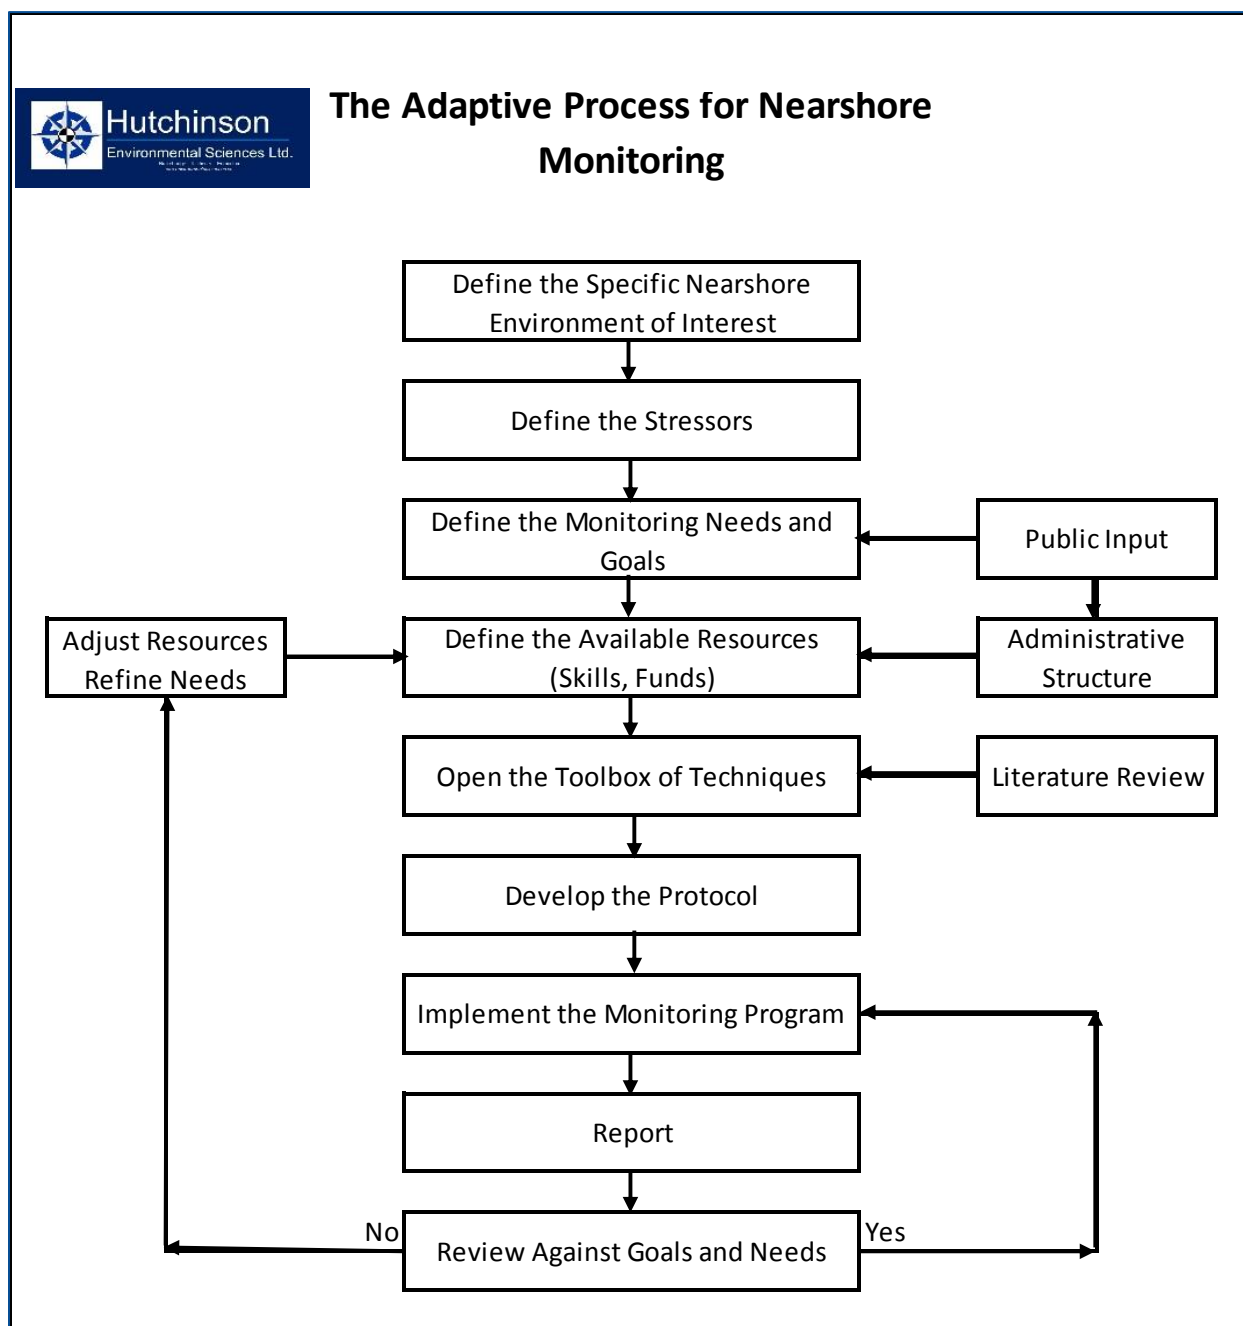 Hutchinson
Environmental Sciences Ltd.
The Adaptive Process for Nearshore
Monitoring
Define the Specific Nearshore
Environment of Interest
Define the Stressors
Define the Monitoring Needs and
Goals
Public Input
Adjust Resources
Refine Needs
Define the Available Resources
(Skills, Funds)
Administrative
Structure
Open the Toolbox of Techniques
Literature Review
Develop the Protocol
Implement the Monitoring Program
Report
No
Review Against Goals and Needs
Yes